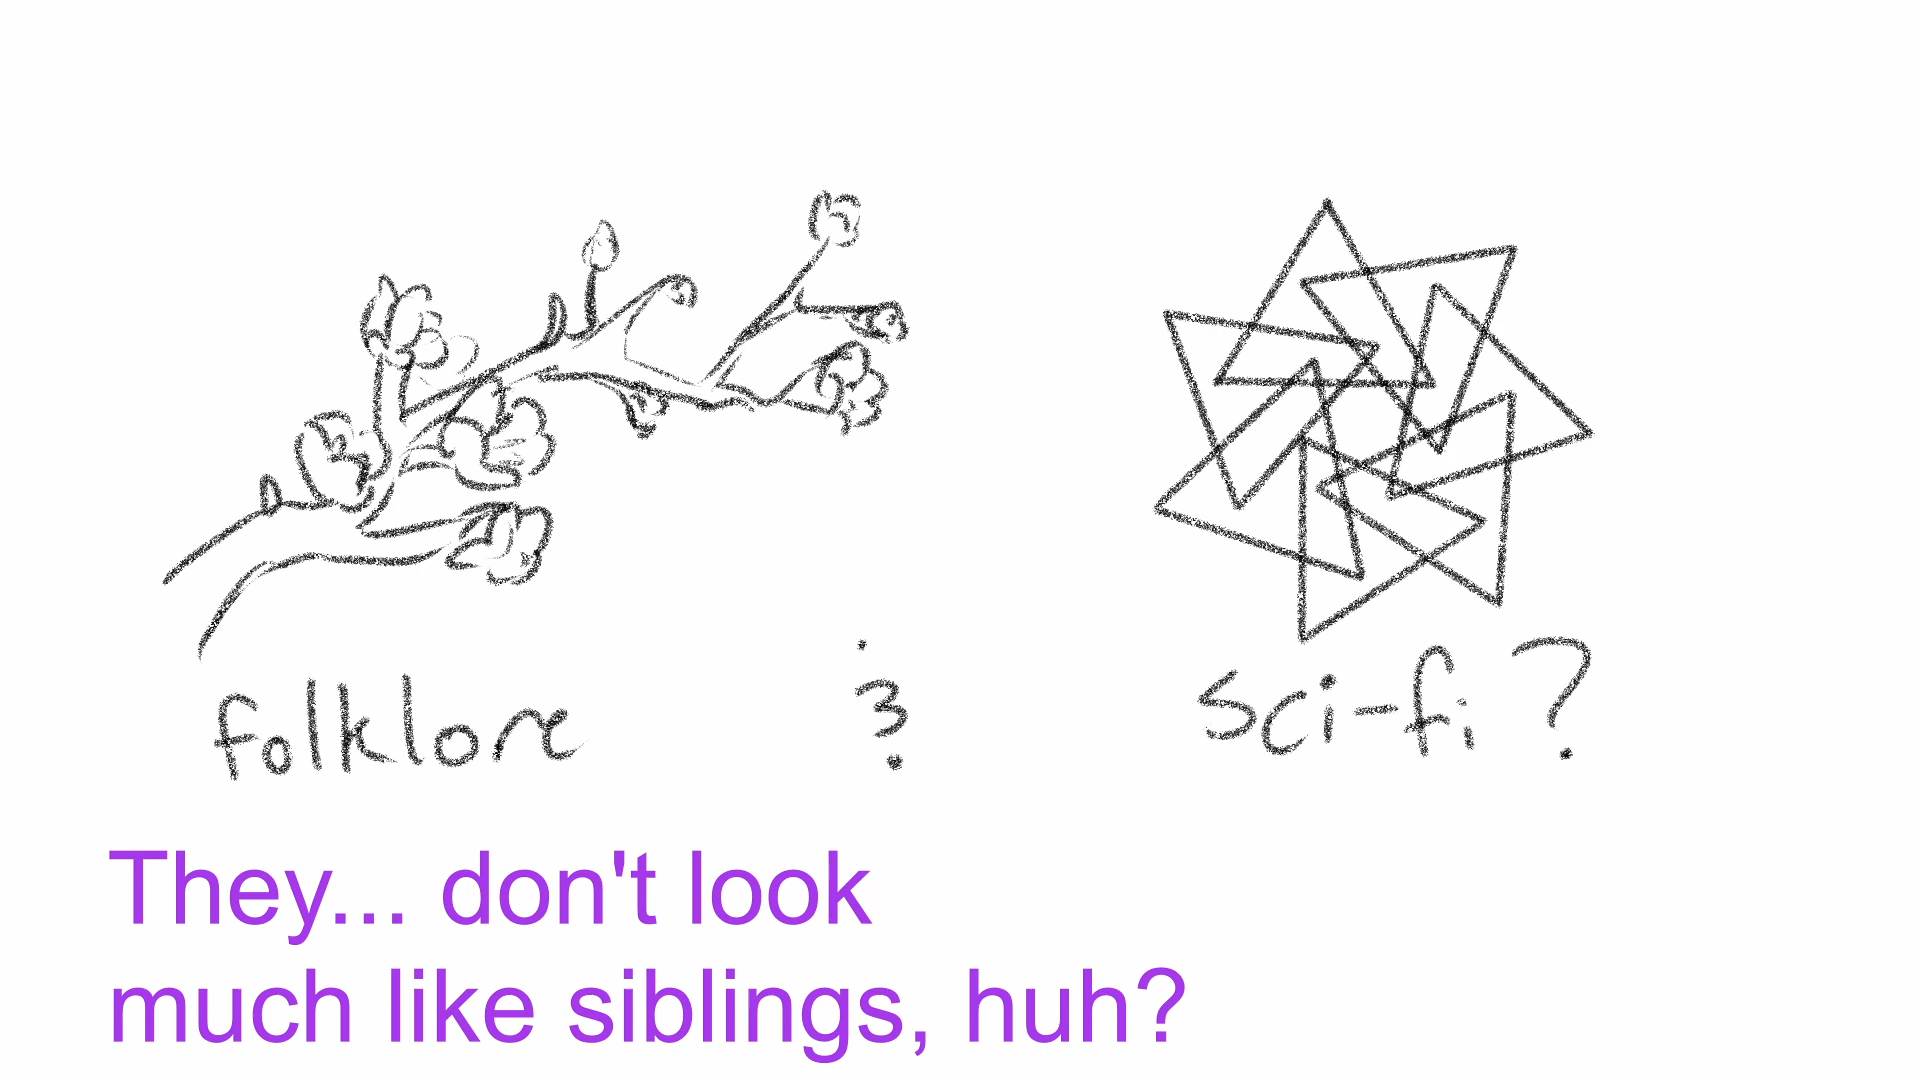 folklore
sci-fi?
They... don't look
much like siblings, huh?